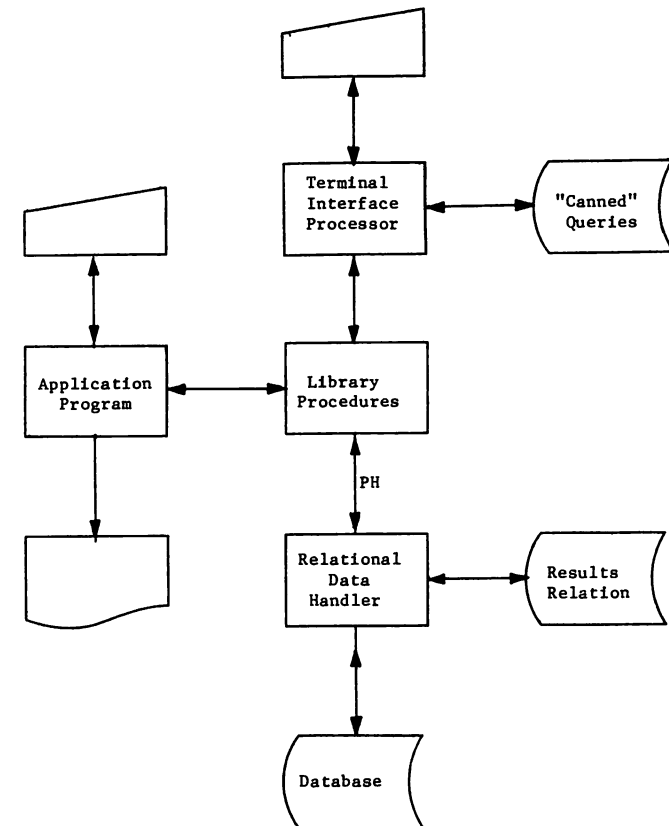 Terminal
Interface
Processor
"Canned"
Queries
Application
Program
Library
Procedures
PH
Relational
Data
Handler
Results
Relation
Database